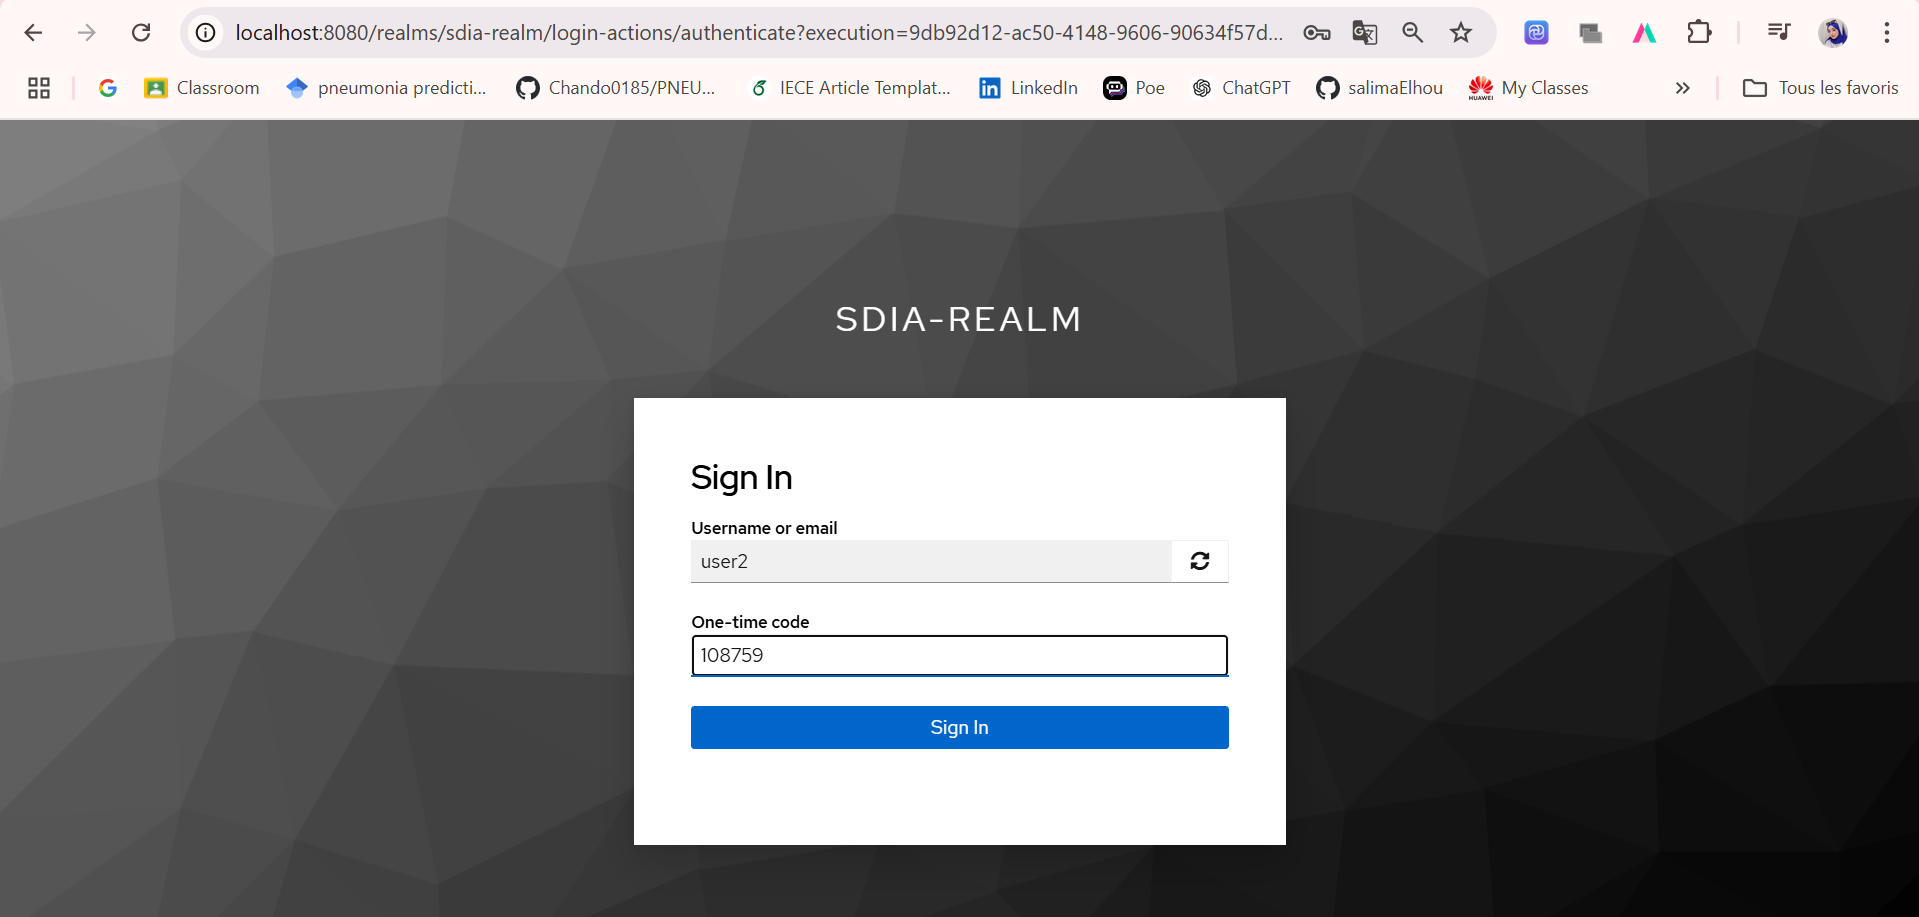 localhost:8080/realms/sdia-realm/login-actions/authenticate?execution=9db92d12-ac50-4148-9606-90634f57d...
Classroom pneumonia predicti... Chando0185/PNEU... IECE Article Templat... LinkedIn Poe ChatGPT salimaElhou HUAWEI My Classes » Tous les favoris
SDIA-REALM
Sign In
Username or email
user2
One-time code
108759
Sign In